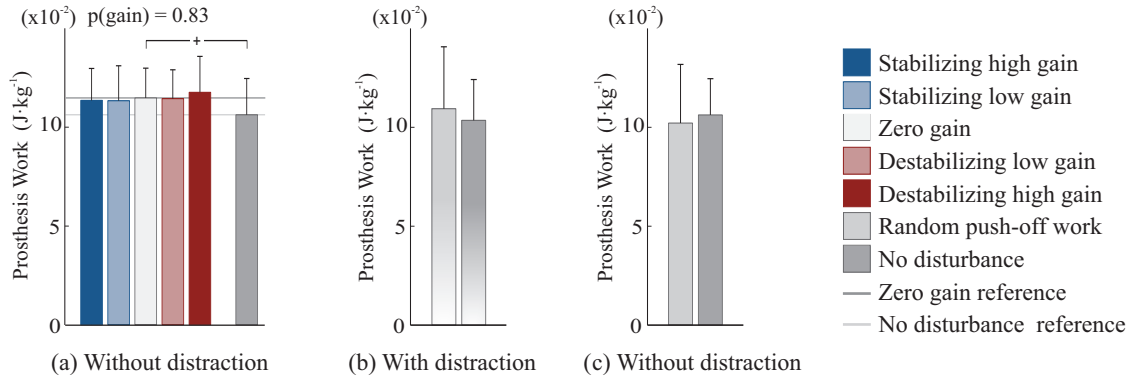 (x10⁻²)
p(gain) = 0.83
+
Prosthesis Work (J·kg⁻¹)
10
5
0
(a) Without distraction
(x10⁻²)
Prosthesis Work (J·kg⁻¹)
10
5
0
(b) With distraction
(x10⁻²)
Prosthesis Work (J·kg⁻¹)
10
5
0
(c) Without distraction
Stabilizing high gain
Stabilizing low gain
Zero gain
Destabilizing low gain
Destabilizing high gain
Random push-off work
No disturbance
Zero gain reference
No disturbance reference